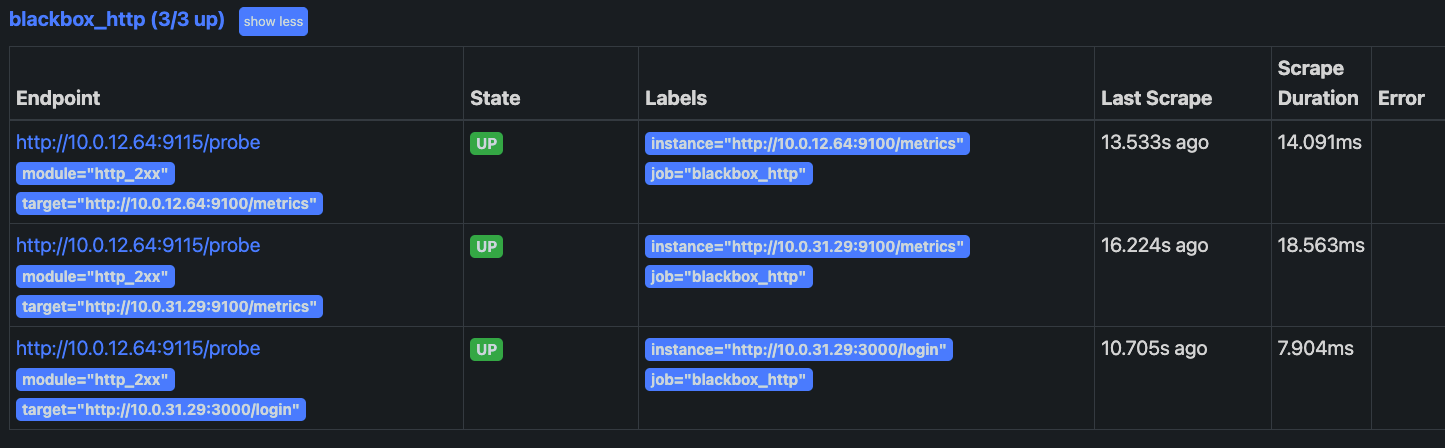 blackbox_http (3/3 up) show less
Endpoint State Labels Last Scrape Scrape Duration Error
http://10.0.12.64:9115/probe UP instance="http://10.0.12.64:9100/metrics" 13.533s ago 14.091ms
module="http_2xx" job="blackbox_http"
target="http://10.0.12.64:9100/metrics"
http://10.0.12.64:9115/probe UP instance="http://10.0.31.29:9100/metrics" 16.224s ago 18.563ms
module="http_2xx" job="blackbox_http"
target="http://10.0.31.29:9100/metrics"
http://10.0.12.64:9115/probe UP instance="http://10.0.31.29:3000/login" 10.705s ago 7.904ms
module="http_2xx" job="blackbox_http"
target="http://10.0.31.29:3000/login"